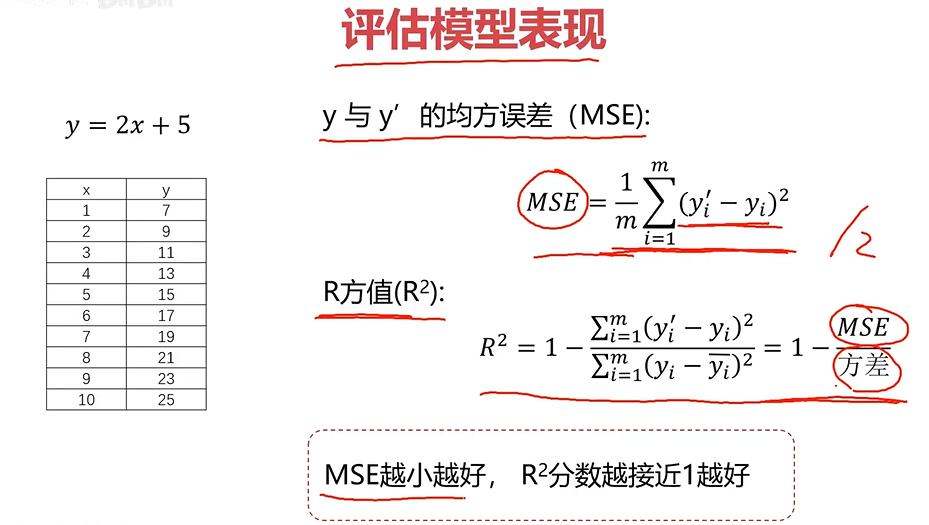 评估模型表现
y = 2x + 5
x y
1 7
2 9
3 11
4 13
5 15
6 17
7 19
8 21
9 23
10 25
y 与 y′ 的均方误差（MSE):
MSE = \frac{1}{m} \sum_{i=1}^{m} (y_i' - y_i)^2
/2
R方值(R²):
R^2 = 1 - \frac{\sum_{i=1}^{m} (y_i' - y_i)^2}{\sum_{i=1}^{m} (y_i - \overline{y_i})^2} = 1 - \frac{MSE}{方差}
MSE越小越好， R²分数越接近1越好